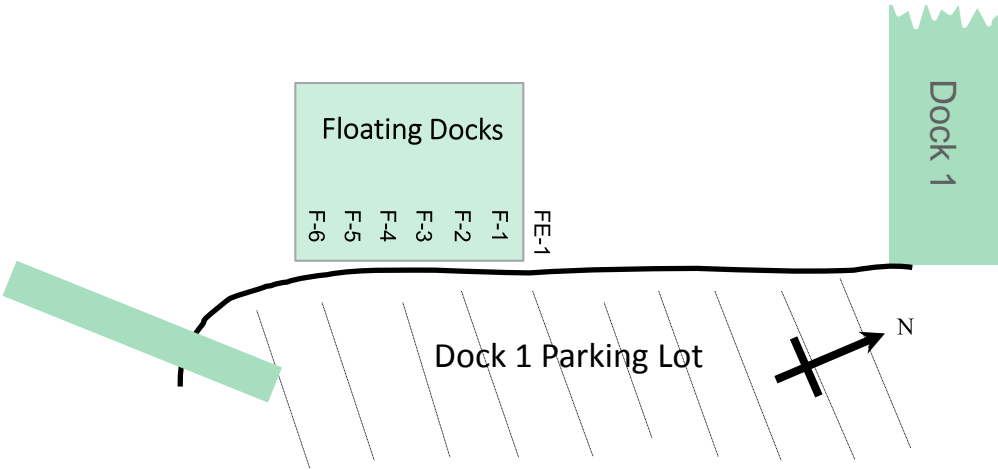 Dock 1
Floating Docks
F-6
F-5
F-4
F-3
F-2
F-1
FE-1
N
Dock 1 Parking Lot